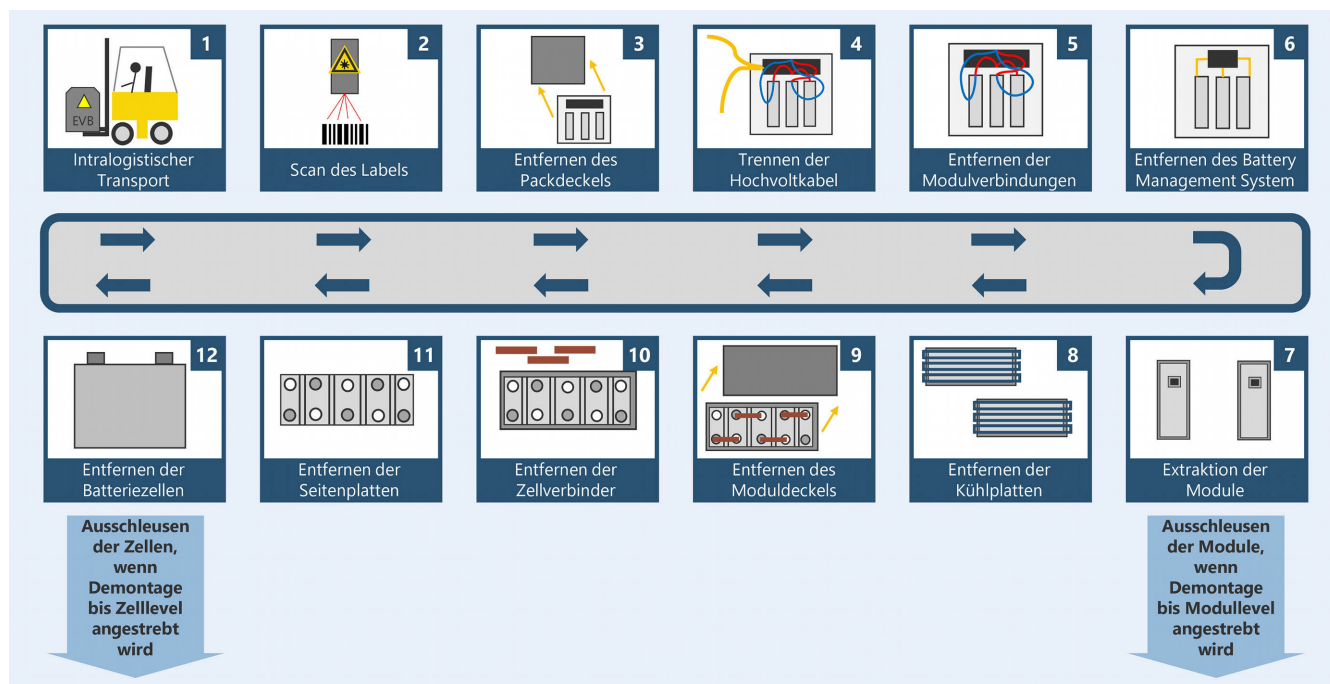 1
EVB
Intralogistischer
Transport
2
Scan des Labels
3
Entfernen des
Packdeckels
4
Trennen der
Hochvoltkabel
5
Entfernen der
Modulverbindungen
6
Entfernen des Battery
Management System
12
Entfernen der
Batteriezellen
11
Entfernen der
Seitenplatten
10
Entfernen der
Zellverbinder
9
Entfernen des
Moduldeckels
8
Entfernen der
Kühlplatten
7
Extraktion der
Module
Ausschleusen
der Zellen,
wenn
Demontage
bis Zelllevel
angestrebt
wird
Ausschleusen
der Module,
wenn
Demontage
bis Modullevel
angestrebt
wird